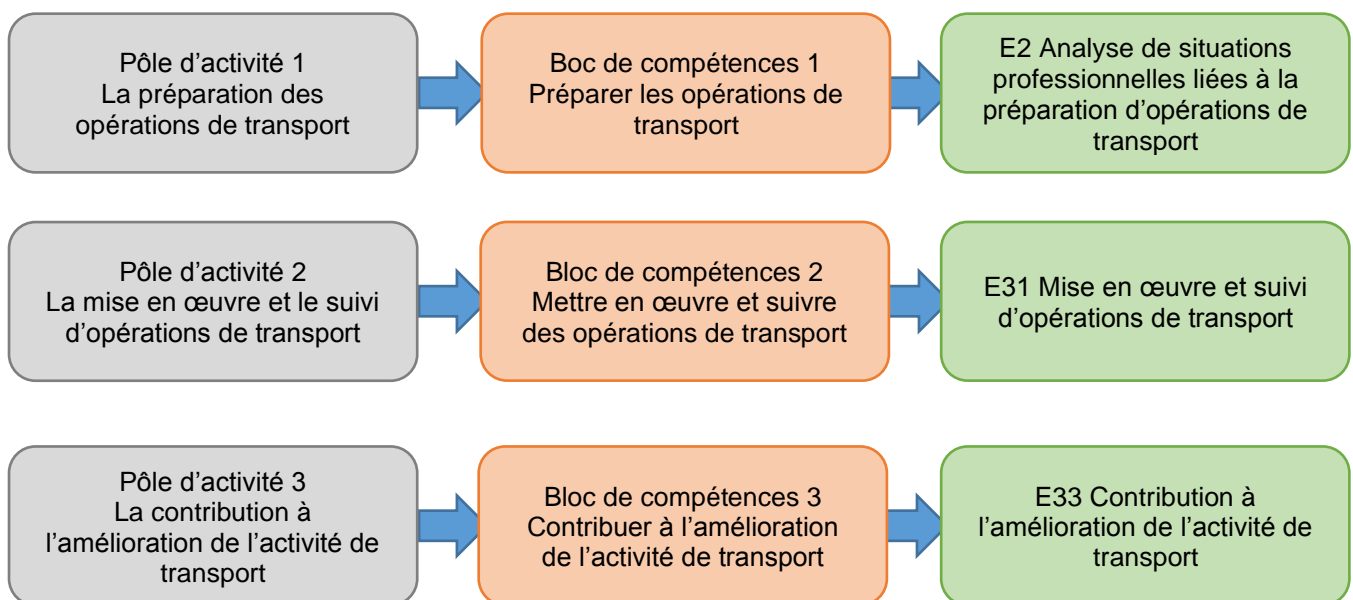 Pôle d’activité 1
La préparation des
opérations de transport
Boc de compétences 1
Préparer les opérations de
transport
E2 Analyse de situations
professionnelles liées à la
préparation d’opérations de
transport
Pôle d’activité 2
La mise en œuvre et le suivi
d’opérations de transport
Bloc de compétences 2
Mettre en œuvre et suivre
des opérations de transport
E31 Mise en œuvre et suivi
d’opérations de transport
Pôle d’activité 3
La contribution à
l’amélioration de l’activité de
transport
Bloc de compétences 3
Contribuer à l’amélioration
de l’activité de transport
E33 Contribution à
l’amélioration de l’activité de
transport